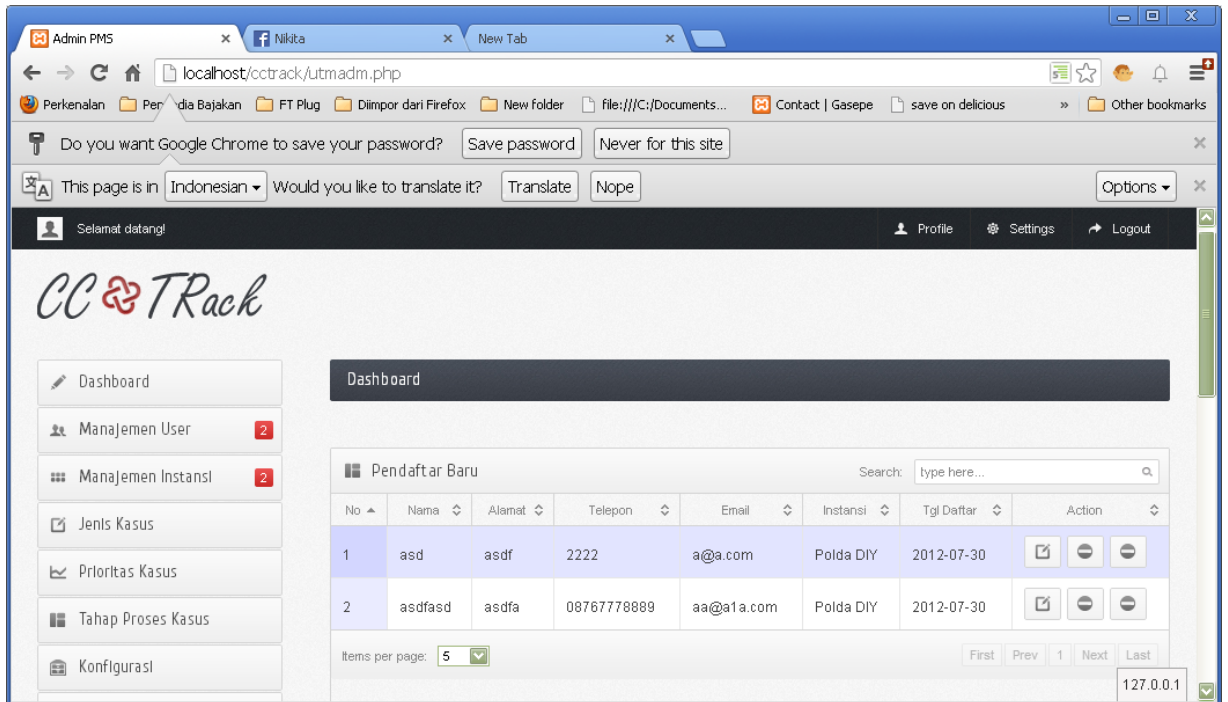 Admin PMS
Nikita
New Tab
localhost/cctrack/utmadm.php
Perkenalan
dia Bajakan
FT Plug
Diimpor dari Firefox
New folder
file:///C:/Documents...
Contact | Gasepe
save on delicious
»
Other bookmarks
Do you want Google Chrome to save your password? Save password Never for this site
This page is in Indonesian Would you like to translate it? Translate Nope Options
Selamat datang! Profile Settings Logout
CC TRack
Dashboard
Manajemen User 2
Manajemen Instansi 2
Jenis Kasus
Prioritas Kasus
Tahap Proses Kasus
Konfigurasi
Dashboard
Pendaftar Baru Search: type here...
No Nama Alamat Telepon Email Instansi Tgl Daftar Action
1 asd asdf 2222 a@a.com Polda DIY 2012-07-30
2 asdfasd asdfa 08767778889 aa@a1a.com Polda DIY 2012-07-30
Items per page: 5 First Prev 1 Next Last
127.0.0.1